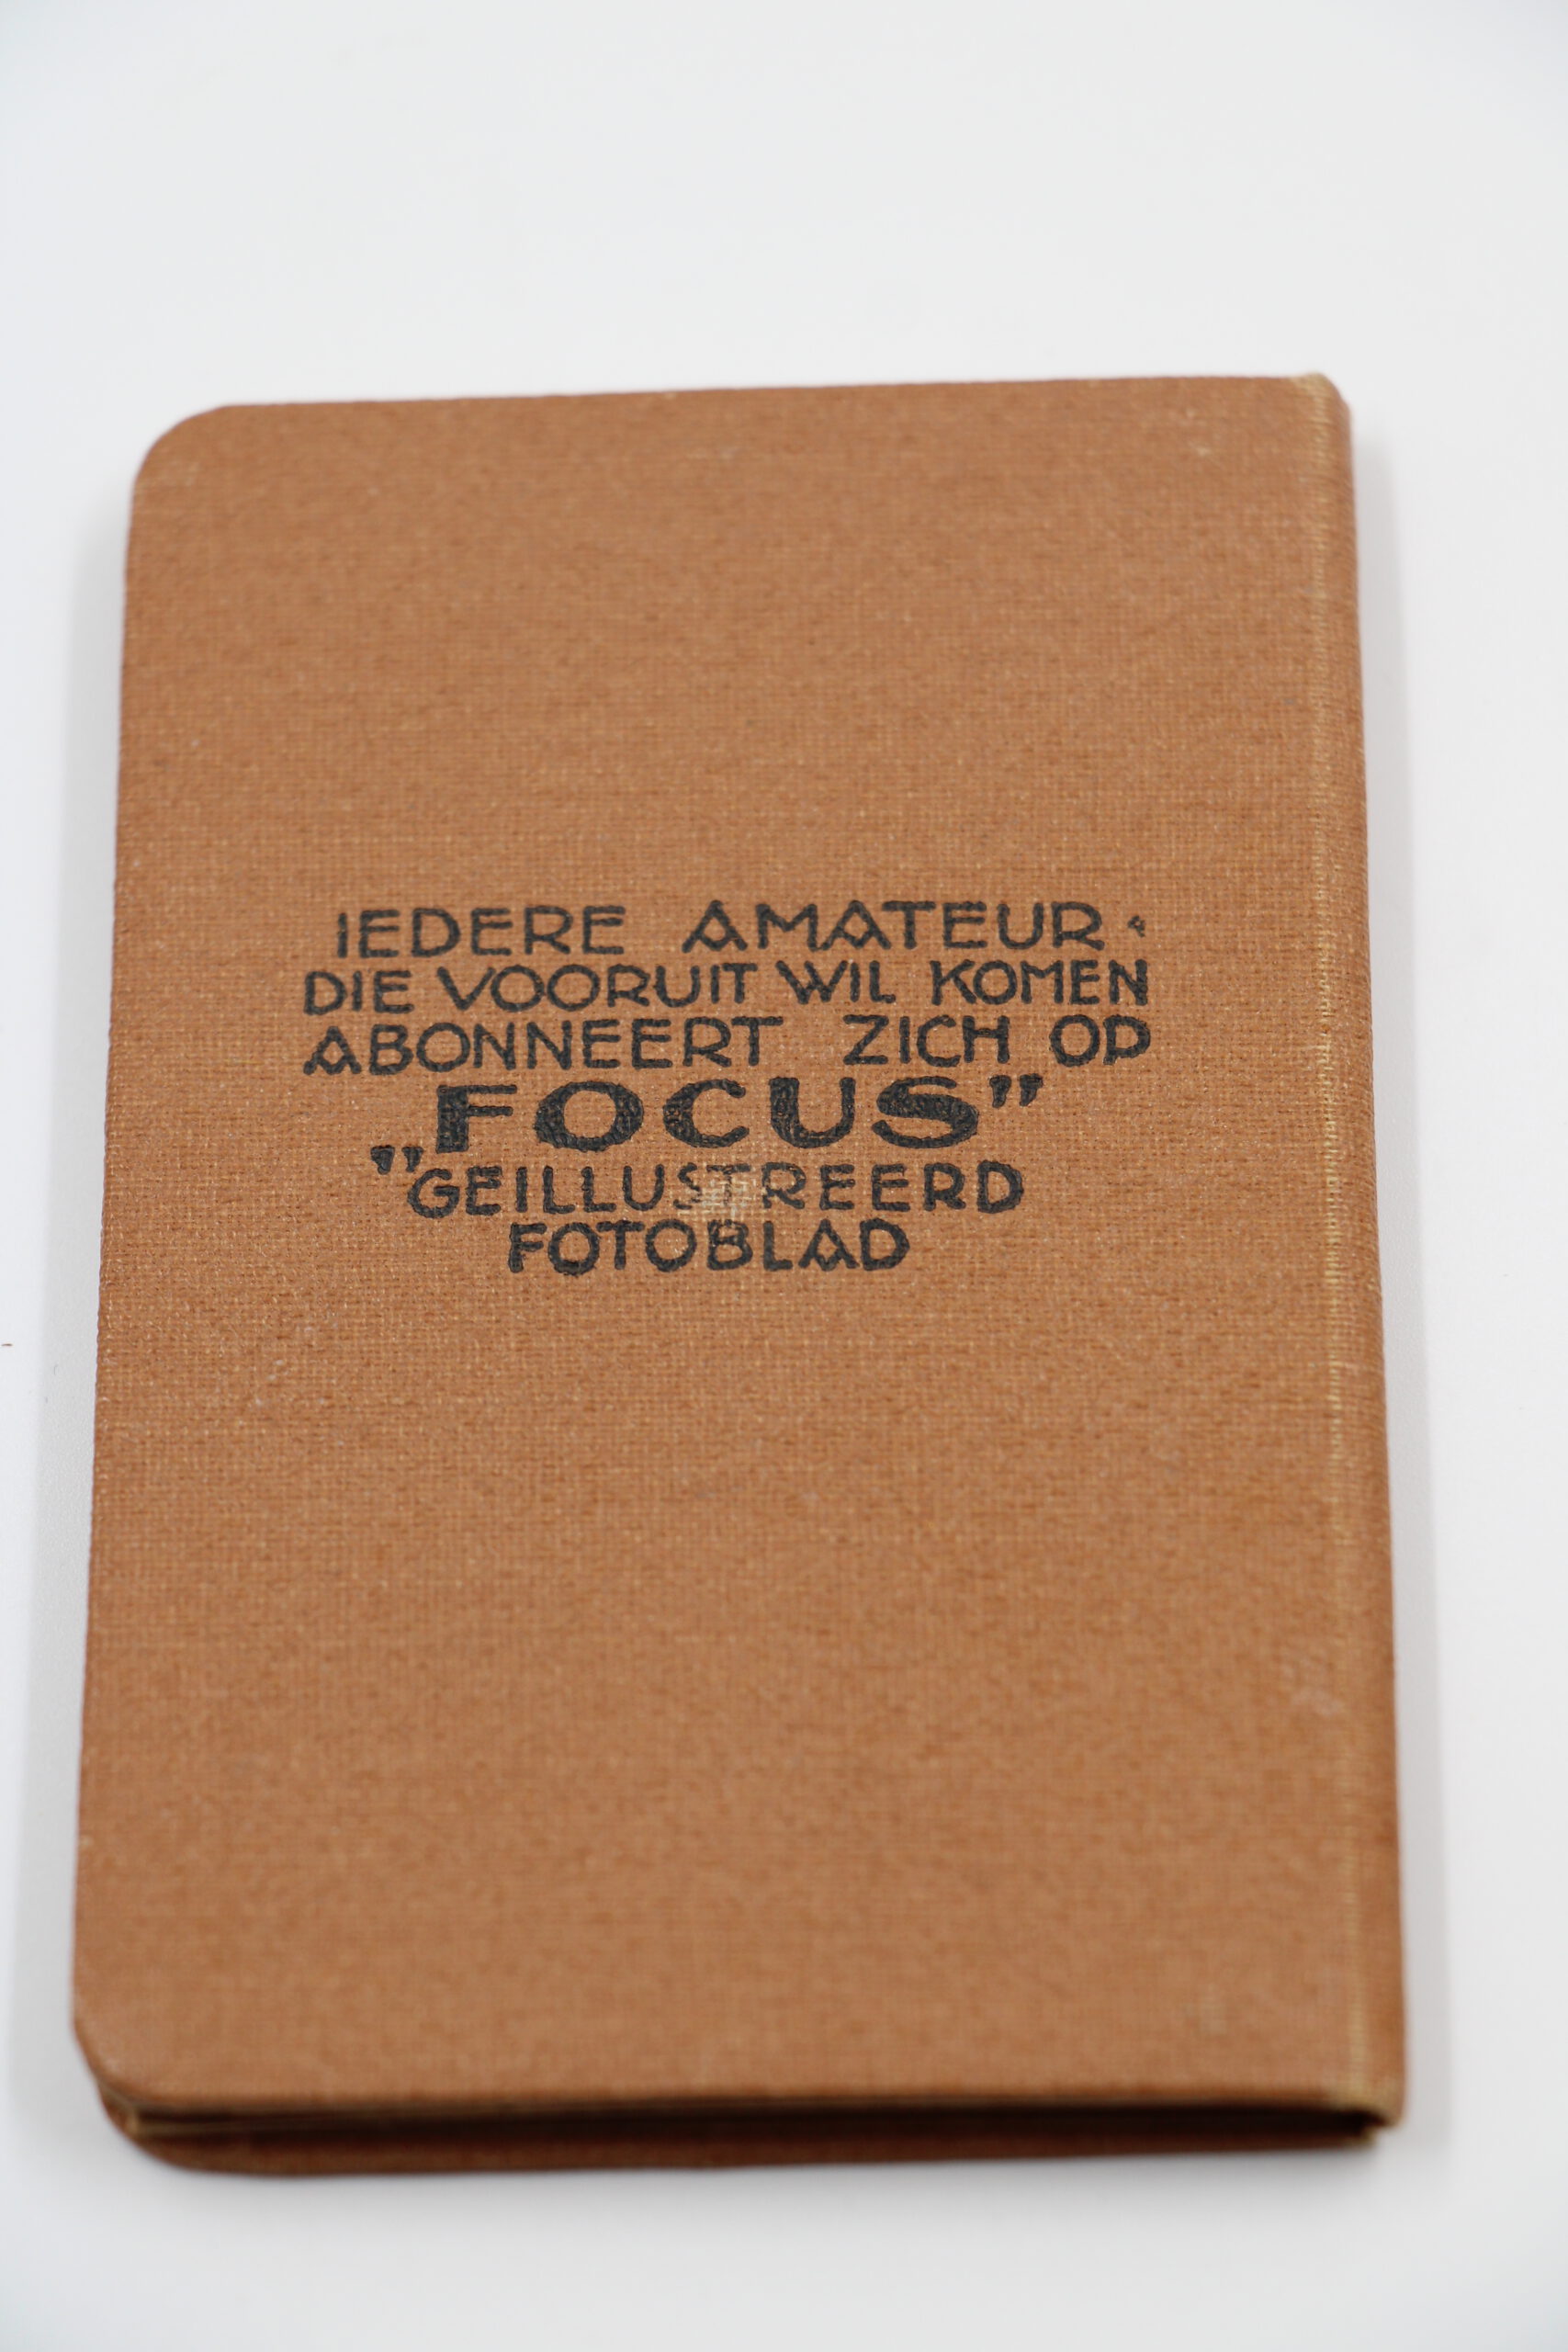 IEDERE AMATEUR
DIE VOORUIT WIL KOMEN
ABONNEERT ZICH OP
"FOCUS"
GEILLUSTREERD
FOTOBLAD